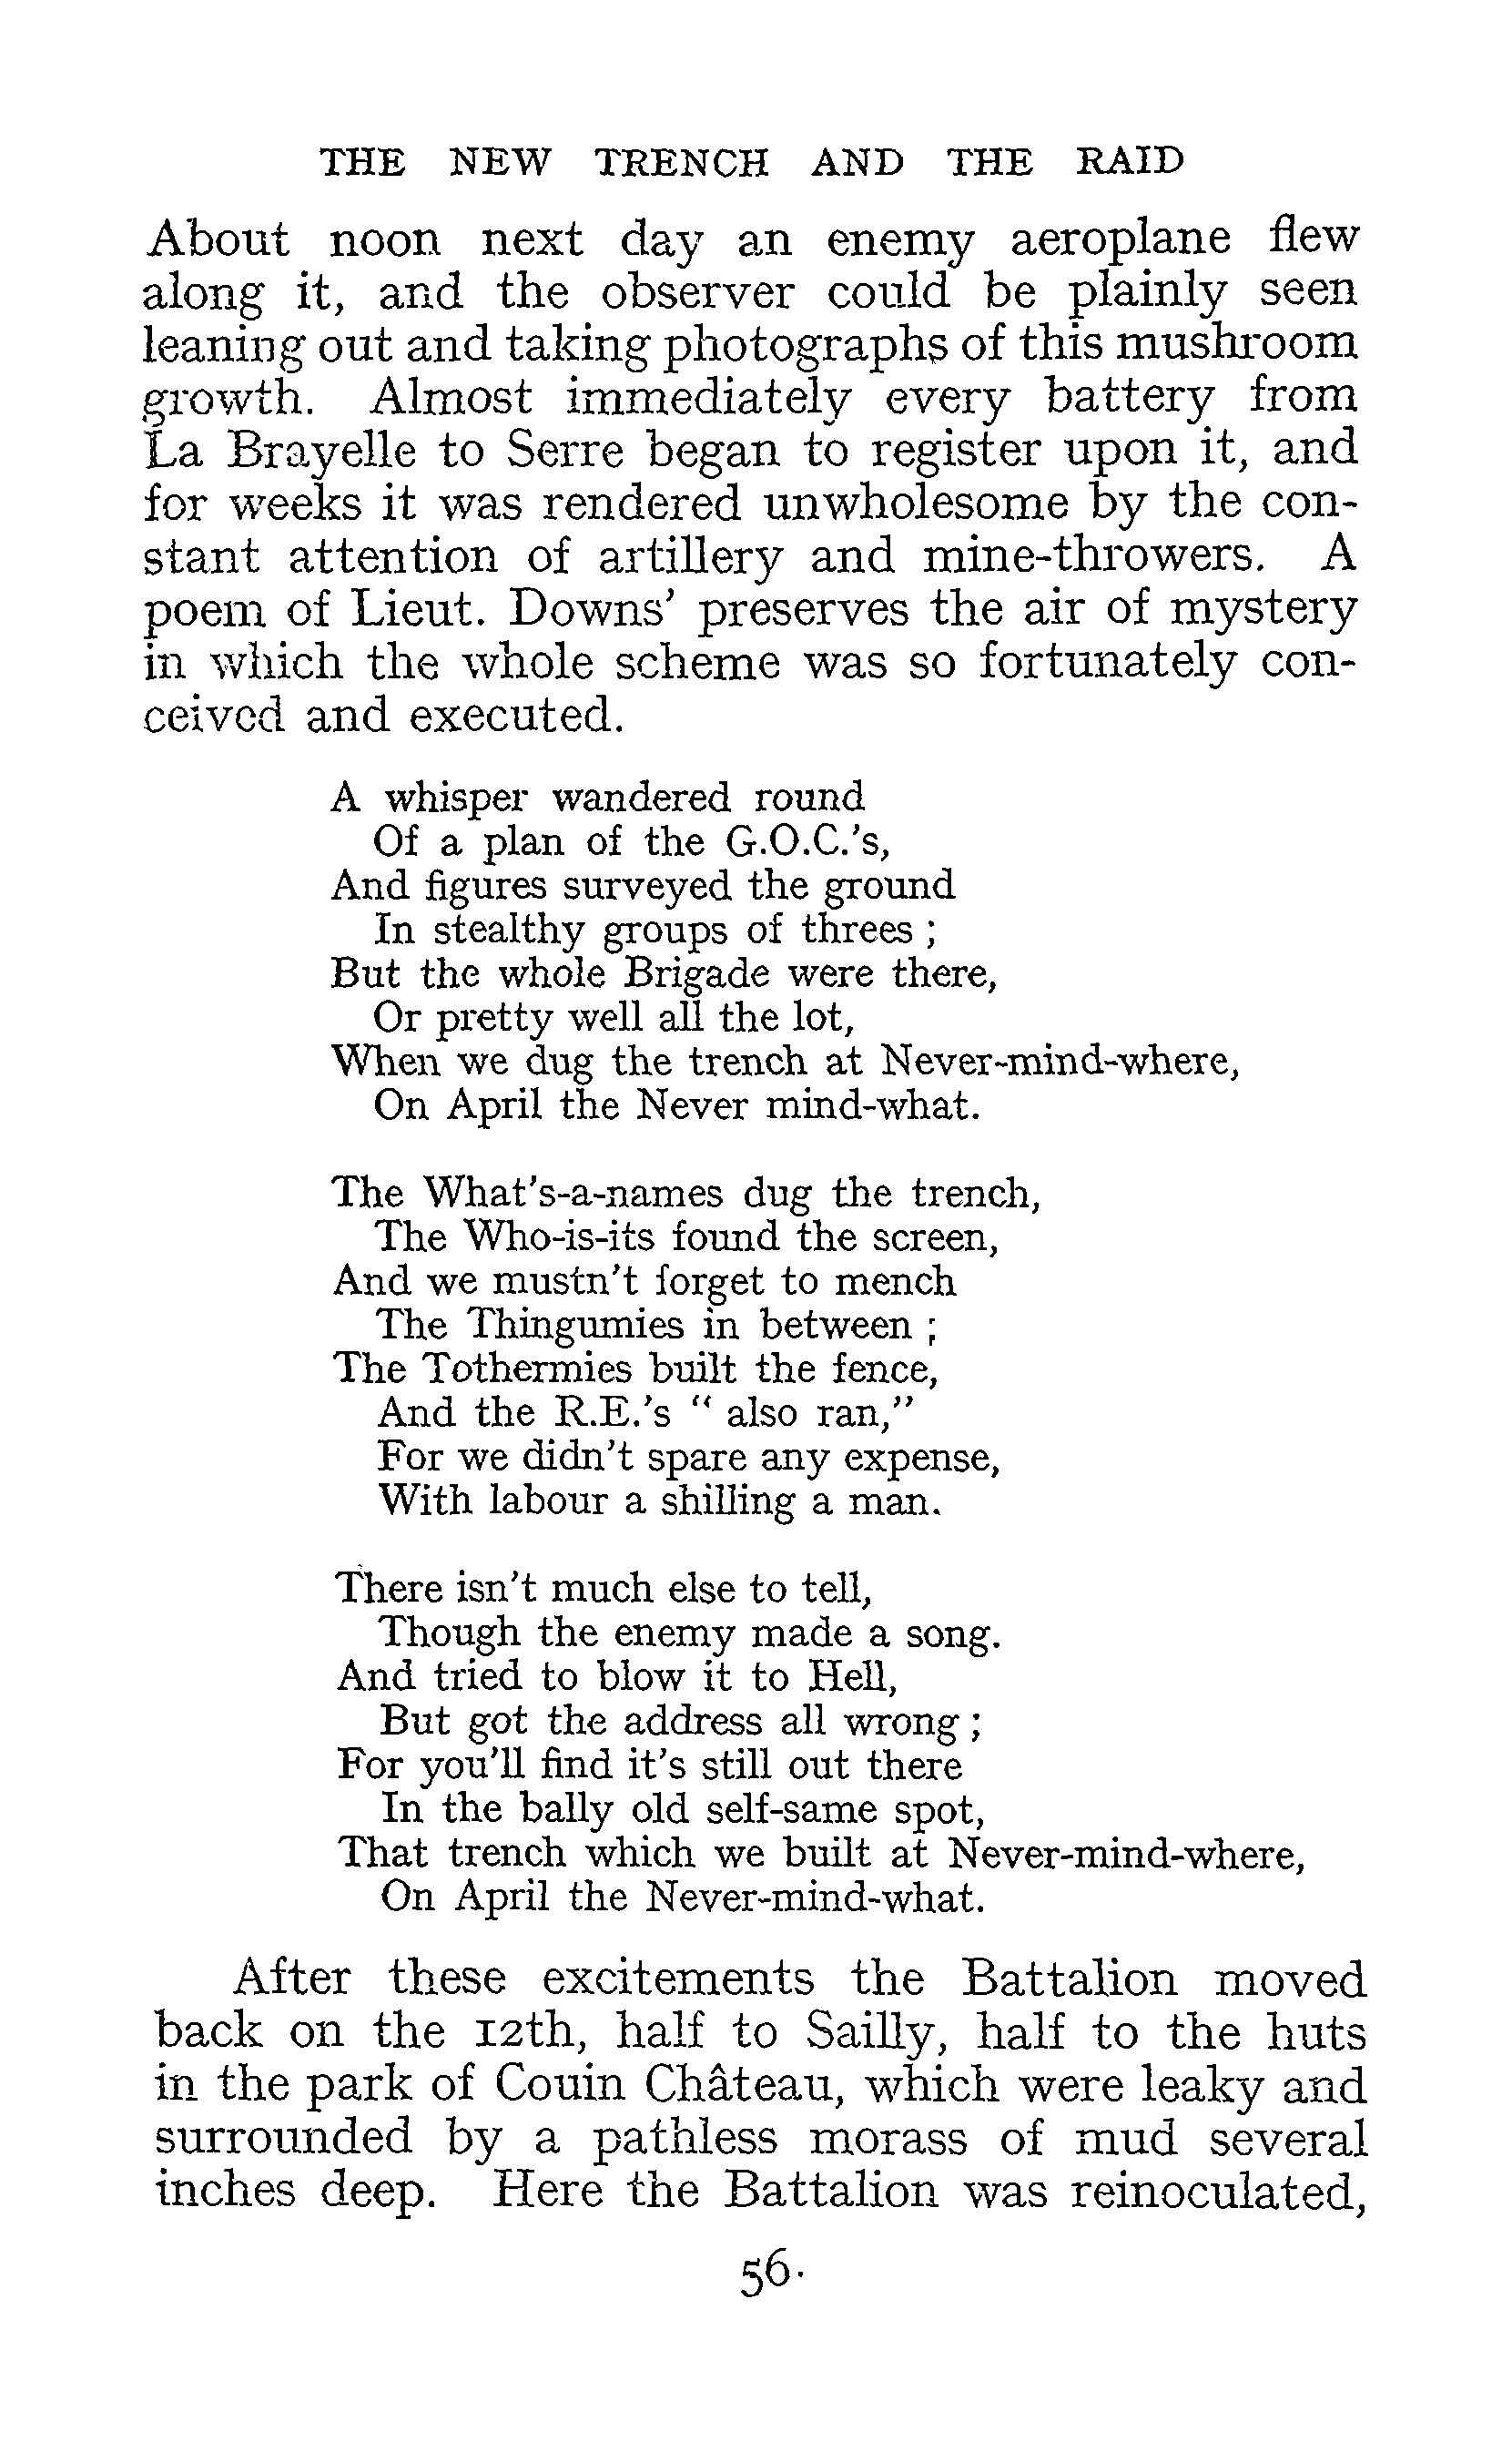 THE NEW TRENCH AND THE RAID
About noon next day an enemy aeroplane flew
along it, and the observer could be plainly seen
leaning out and taking photographs of this mushroom
growth. Almost immediately every battery from
La Brayelle to Serre began to register upon it, and
for weeks it was rendered unwholesome by the con-
stant attention of artillery and mine-throwers. A
poem of Lieut. Downs' preserves the air of mystery
in which the whole scheme was so fortunately con-
ceived and executed.
A whisper wandered round
Of a plan of the G.O.C.'s,
And figures surveyed the ground
In stealthy groups of threes ;
But the whole Brigade were there,
Or pretty well all the lot,
When we dug the trench at Never-mind-where,
On April the Never mind-what.
The What's-a-names dug the trench,
The Who-is-its found the screen,
And we mustn't forget to mench
The Thingumies in between ;
The Tothermies built the fence,
And the R.E.'s " also ran,"
For we didn't spare any expense,
With labour a shilling a man.
There isn't much else to tell,
Though the enemy made a song.
And tried to blow it to Hell,
But got the address all wrong ;
For you'll find it's still out there
In the bally old self-same spot,
That trench which we built at Never-mind-where,
On April the Never-mind-what.
After these excitements the Battalion moved
back on the 12th, half to Sailly, half to the huts
in the park of Couin Château, which were leaky and
surrounded by a pathless morass of mud several
inches deep. Here the Battalion was reinoculated,
56.